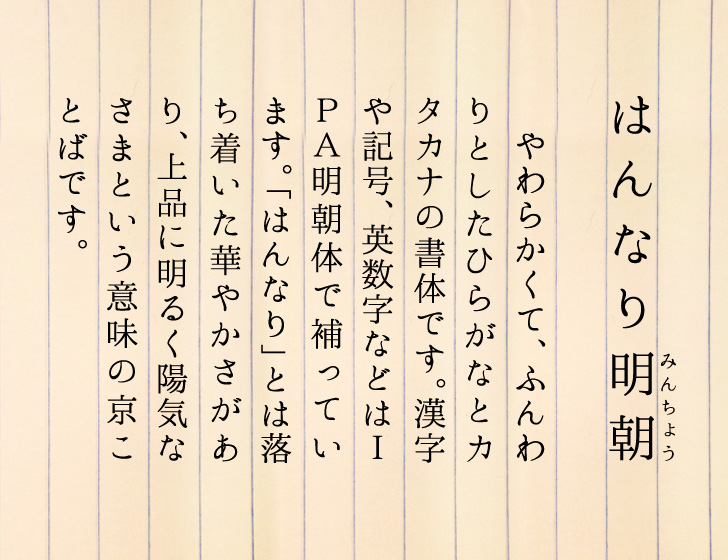 はんなり明朝
みんちょう
やわらかくて、ふんわ
りとしたひらがなとカ
タカナの書体です。漢字
や記号、英数字などはI
PA明朝体で補ってい
ます。「はんなり」とは落
ち着いた華やかさがあ
り、上品に明るく陽気な
さまという意味の京こ
とばです。